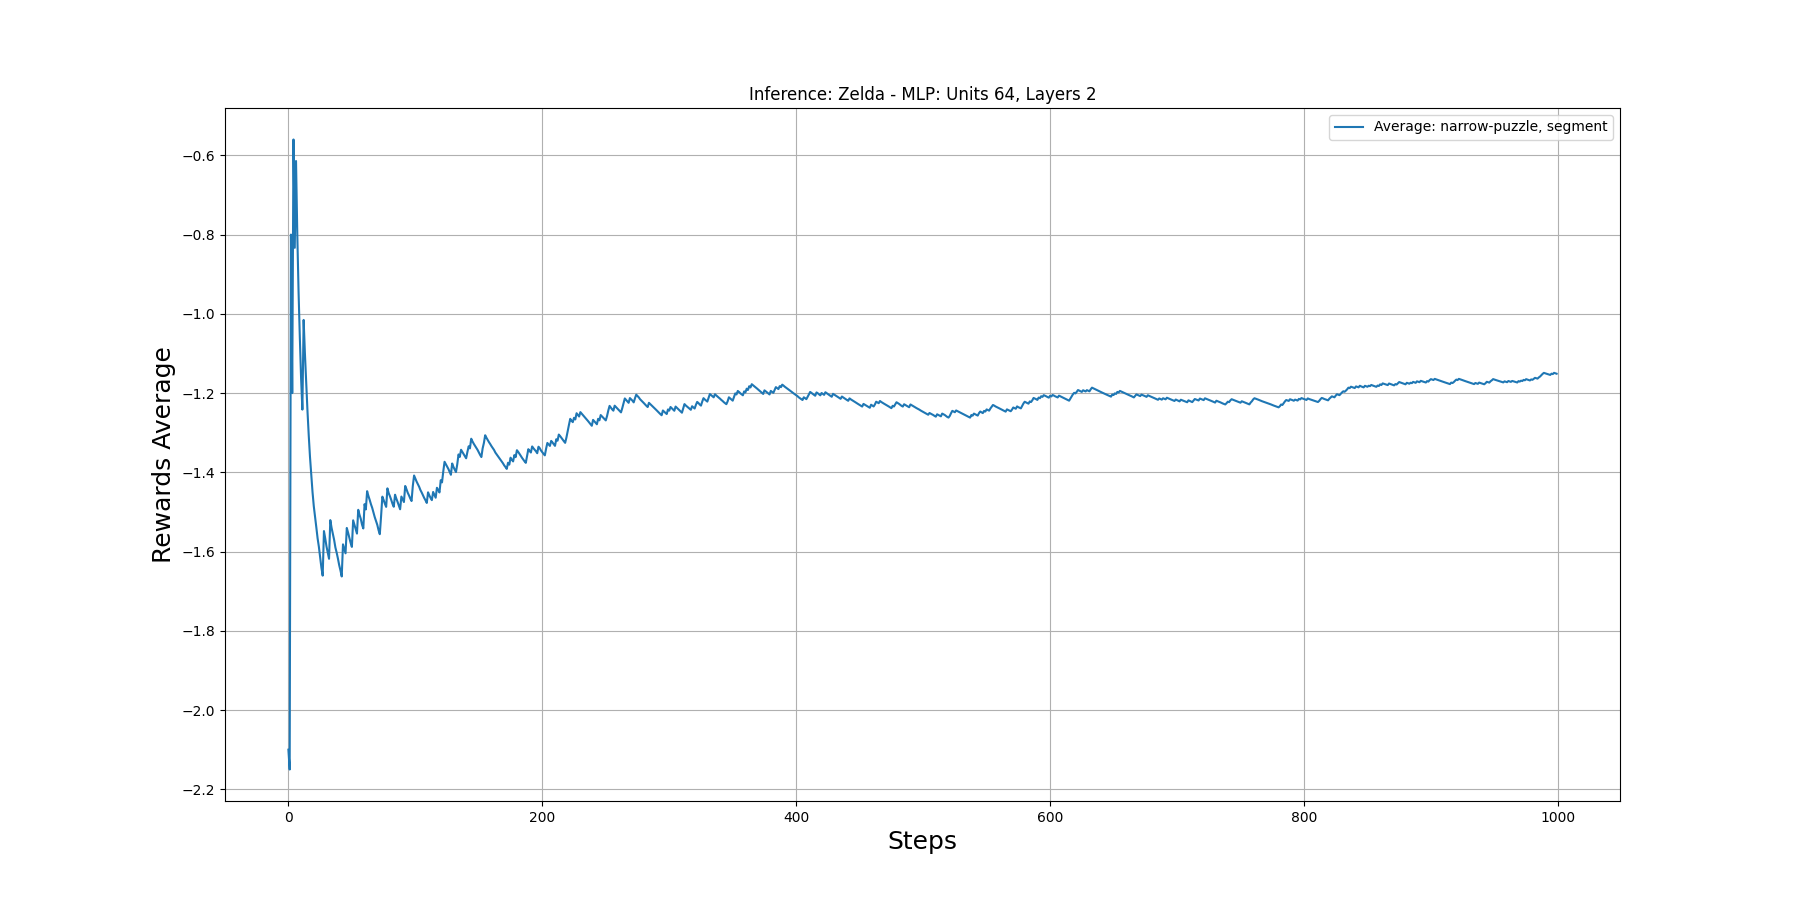 Inference: Zelda - MLP: Units 64, Layers 2
Average: narrow-puzzle, segment
−0.6
−0.8
−1.0
−1.2
−1.4
−1.6
−1.8
−2.0
−2.2
Rewards Average
0 200 400 600 800 1000
Steps